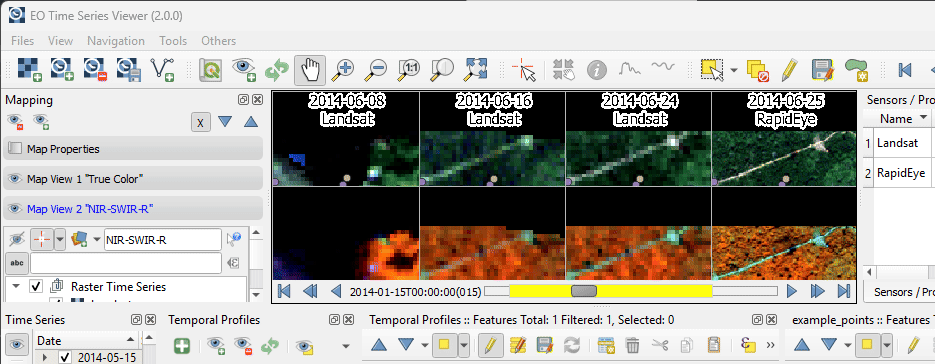 EO Time Series Viewer (2.0.0)
Files View Navigation Tools Others
1:1
Mapping
x
Map Properties
Map View 1 "True Color"
Map View 2 "NIR-SWIR-R"
NIR-SWIR-R
abc
Raster Time Series
2014-06-08
Landsat
2014-06-16
Landsat
2014-06-24
Landsat
2014-06-25
RapidEye
2014-01-15T00:00:00(015)
Sensors / Pro
Name
1 Landsat
2 RapidEye
Sensors / Pro
Time Series
Date
2014-05-15
Temporal Profiles
Temporal Profiles :: Features Total: 1 Filtered: 1, Selected: 0
example_points :: Features T